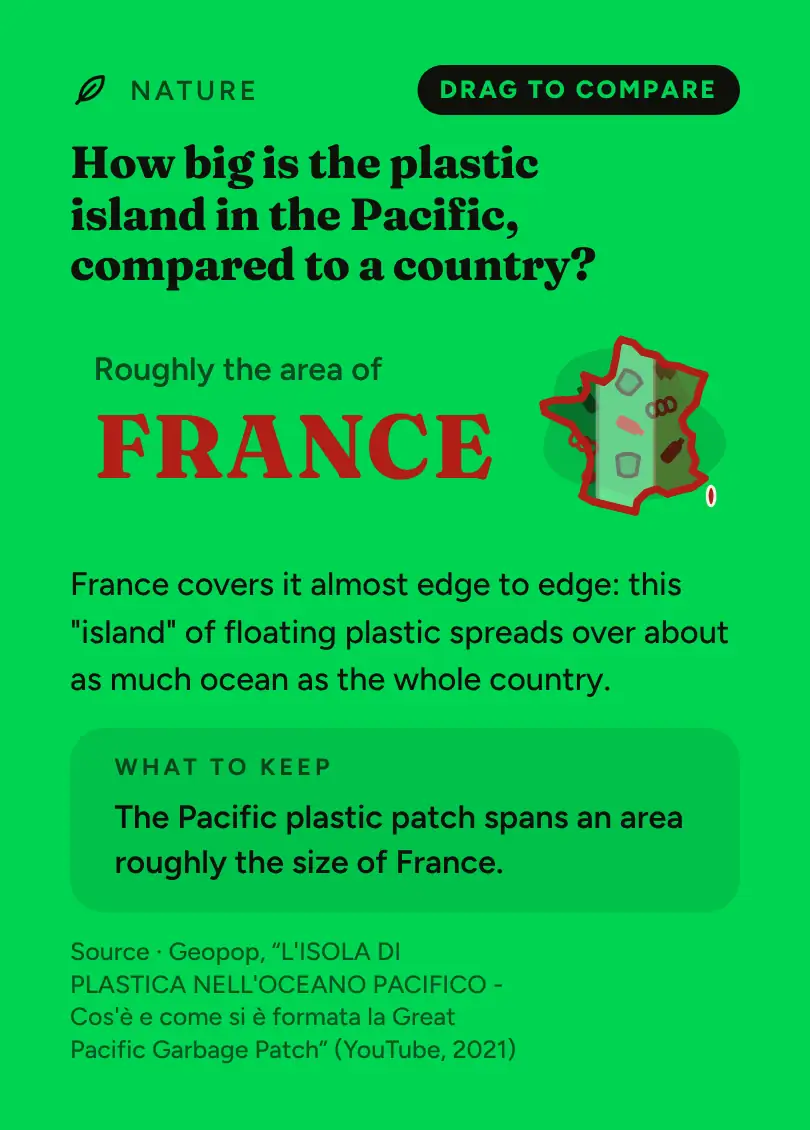 NATURE
DRAG TO COMPARE
How big is the plastic
island in the Pacific,
compared to a country?
Roughly the area of
FRANCE
France covers it almost edge to edge: this
"island" of floating plastic spreads over about
as much ocean as the whole country.
WHAT TO KEEP
The Pacific plastic patch spans an area
roughly the size of France.
Source · Geopop, “L'ISOLA DI
PLASTICA NELL'OCEANO PACIFICO -
Cos'è e come si è formata la Great
Pacific Garbage Patch” (YouTube, 2021)